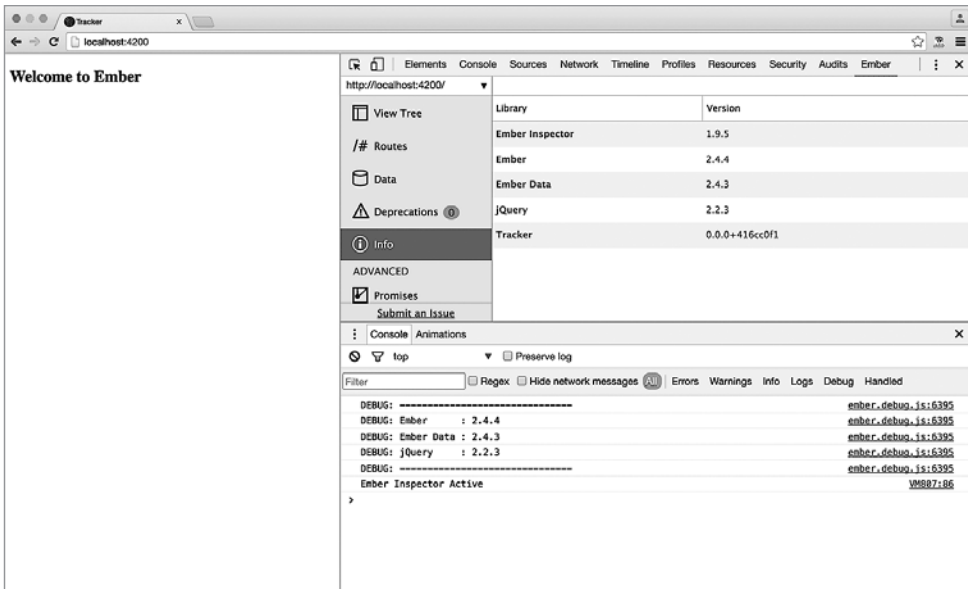 Tracker x
localhost:4200
Welcome to Ember
Elements Console Sources Network Timeline Profiles Resources Security Audits Ember
http://localhost:4200/
View Tree
/# Routes
Data
Deprecations 0
Info
ADVANCED
Promises
Submit an Issue
Library Version
Ember Inspector 1.9.5
Ember 2.4.4
Ember Data 2.4.3
jQuery 2.2.3
Tracker 0.0.0+416cc0f1
Console Animations
top Preserve log
Filter Regex Hide network messages All Errors Warnings Info Logs Debug Handled
DEBUG: ------------------------------- ember.debug.js:6395
DEBUG: Ember : 2.4.4 ember.debug.js:6395
DEBUG: Ember Data : 2.4.3 ember.debug.js:6395
DEBUG: jQuery : 2.2.3 ember.debug.js:6395
DEBUG: ------------------------------- ember.debug.js:6395
Ember Inspector Active VM807:86
>